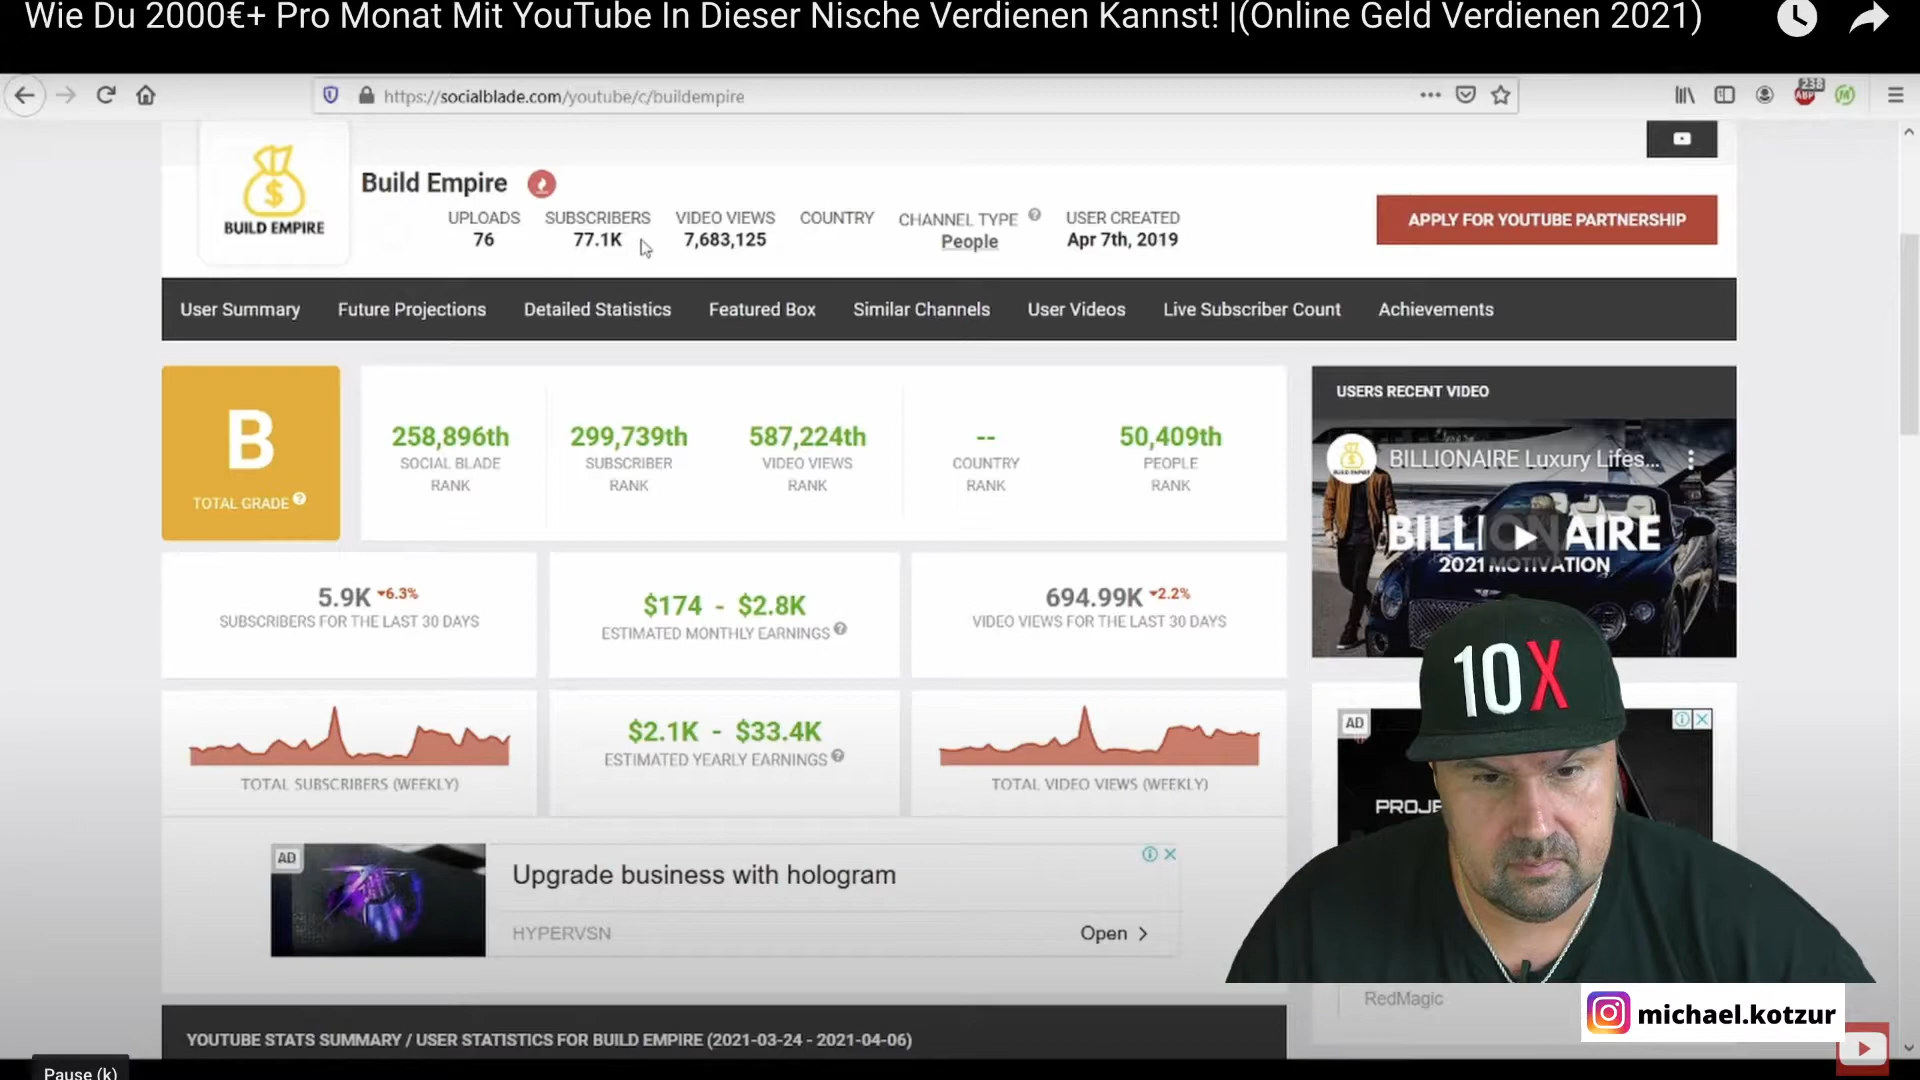 Wie Du 2000€+ Pro Monat Mit YouTube In Dieser Nische Verdienen Kannst! |(Online Geld Verdienen 2021)
https://socialblade.com/youtube/c/buildempire
238
ABP
BUILD EMPIRE
Build Empire
UPLOADS SUBSCRIBERS VIDEO VIEWS COUNTRY CHANNEL TYPE USER CREATED
76 77.1K 7,683,125 People Apr 7th, 2019
APPLY FOR YOUTUBE PARTNERSHIP
User Summary Future Projections Detailed Statistics Featured Box Similar Channels User Videos Live Subscriber Count Achievements
B
TOTAL GRADE
258,896th 299,739th 587,224th -- 50,409th
SOCIAL BLADE SUBSCRIBER VIDEO VIEWS COUNTRY PEOPLE
RANK RANK RANK RANK RANK
USERS RECENT VIDEO
BILLIONAIRE Luxury Lifes...
BILLIONAIRE
2021 MOTIVATION
5.9K 6.3%
SUBSCRIBERS FOR THE LAST 30 DAYS
$174 - $2.8K
ESTIMATED MONTHLY EARNINGS
694.99K 2.2%
VIDEO VIEWS FOR THE LAST 30 DAYS
TOTAL SUBSCRIBERS (WEEKLY)
$2.1K - $33.4K
ESTIMATED YEARLY EARNINGS
TOTAL VIDEO VIEWS (WEEKLY)
10X
AD
PROJE
AD
Upgrade business with hologram
HYPERVSN
Open
RedMagic
michael.kotzur
YOUTUBE STATS SUMMARY / USER STATISTICS FOR BUILD EMPIRE (2021-03-24 - 2021-04-06)
Pause (k)